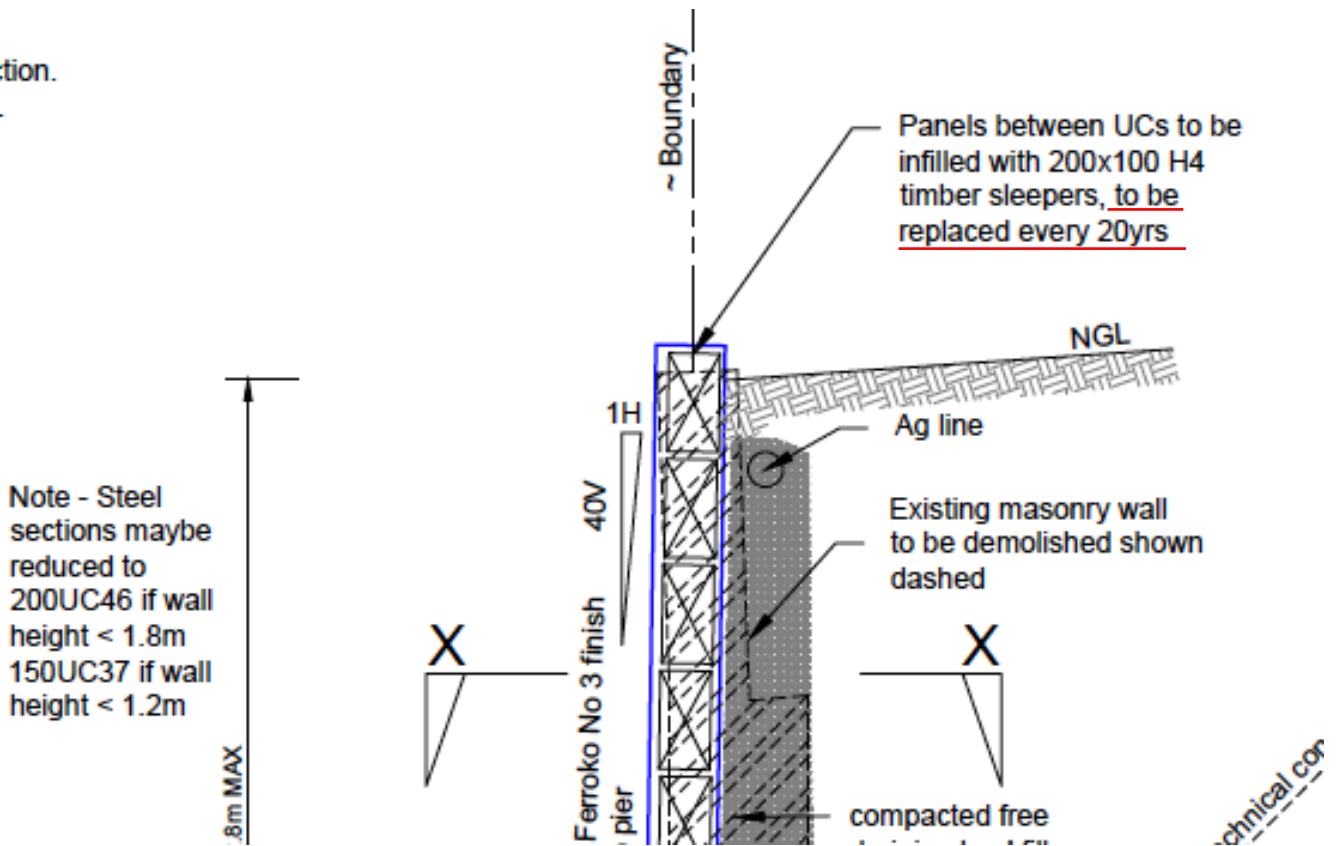 ction.
~ Boundary
Panels between UCs to be
infilled with 200x100 H4
timber sleepers, to be
replaced every 20yrs
NGL
1H
40V
Ag line
Note - Steel
sections maybe
reduced to
200UC46 if wall
height < 1.8m
150UC37 if wall
height < 1.2m
Existing masonry wall
to be demolished shown
dashed
X
X
Ferroko No 3 finish
pier
.8m MAX
compacted free